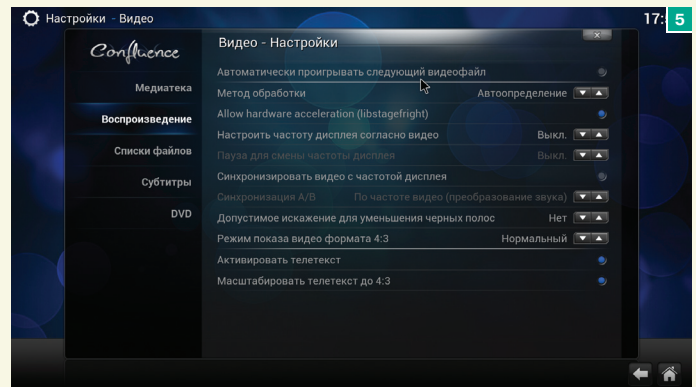 Настройки - Видео
17:
5
Confluence
Видео - Настройки
Медиатека
Воспроизведение
Списки файлов
Субтитры
DVD
Автоматически проигрывать следующий видеофайл
Метод обработки Автоопределение
Allow hardware acceleration (libstagefright)
Настроить частоту дисплея согласно видео Выкл.
Пауза для смены частоты дисплея Выкл.
Синхронизировать видео с частотой дисплея
Синхронизация А/В По частоте видео (преобразование звука)
Допустимое искажение для уменьшения черных полос Нет
Режим показа видео формата 4:3 Нормальный
Активировать телетекст
Масштабировать телетекст до 4:3